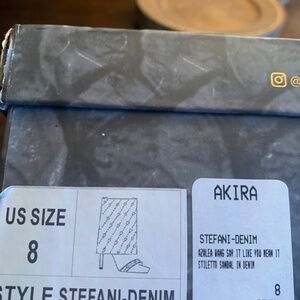 @
AKIRA
STEFANI-DENIM
AZALEA WANG SAY IT LIKE YOU MEAN IT
STILETTO SANDAL IN DENIM
8
US SIZE
8
STYLE STEFANI-DENIM